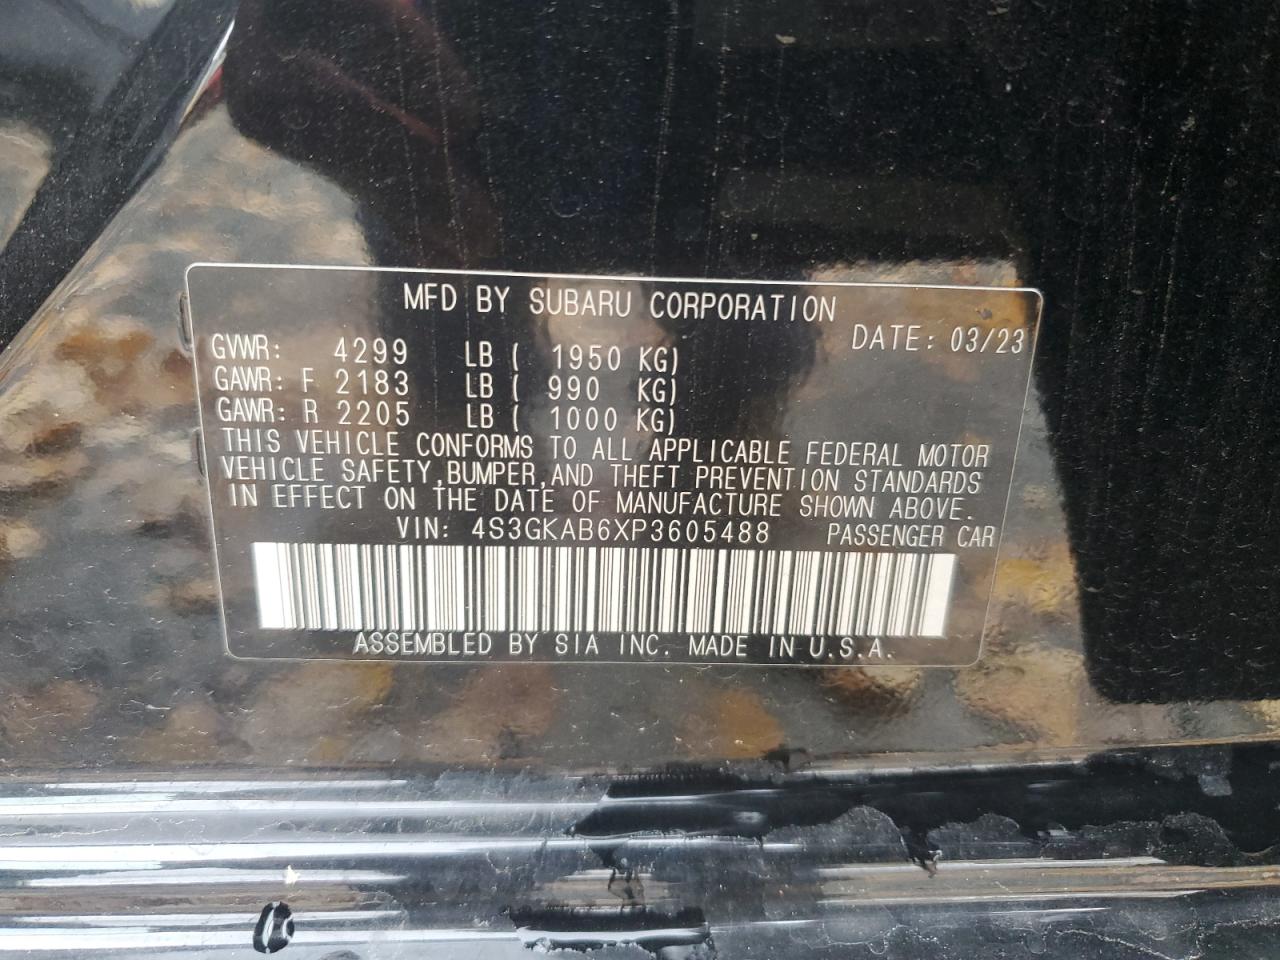 MFD BY SUBARU CORPORATION
DATE: 03/23
GVWR: 4299 LB ( 1950 KG)
GAWR: F 2183 LB ( 990 KG)
GAWR: R 2205 LB ( 1000 KG)
THIS VEHICLE CONFORMS TO ALL APPLICABLE FEDERAL MOTOR
VEHICLE SAFETY,BUMPER,AND THEFT PREVENTION STANDARDS
IN EFFECT ON THE DATE OF MANUFACTURE SHOWN ABOVE.
VIN: 4S3GKAB6XP3605488 PASSENGER CAR
ASSEMBLED BY SIA INC. MADE IN U.S.A.